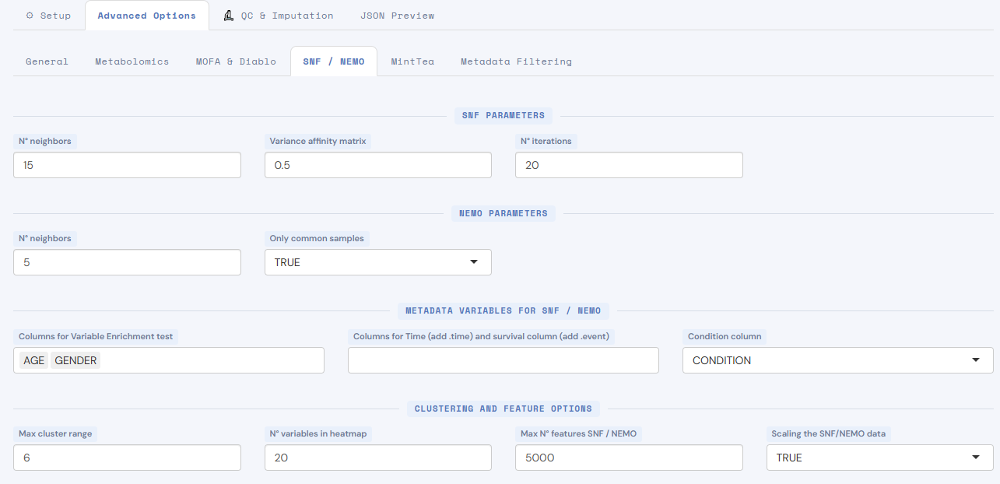 Setup Advanced Options QC & Imputation JSON Preview
General Metabolomics MOFA & Diablo SNF / NEMO MintTea Metadata Filtering
SNF PARAMETERS
N° neighbors Variance affinity matrix N° iterations
15 0.5 20
NEMO PARAMETERS
N° neighbors Only common samples
5 TRUE
METADATA VARIABLES FOR SNF / NEMO
Columns for Variable Enrichment test Columns for Time (add .time) and survival column (add .event) Condition column
AGE GENDER CONDITION
CLUSTERING AND FEATURE OPTIONS
Max cluster range N° variables in heatmap Max N° features SNF / NEMO Scaling the SNF/NEMO data
6 20 5000 TRUE